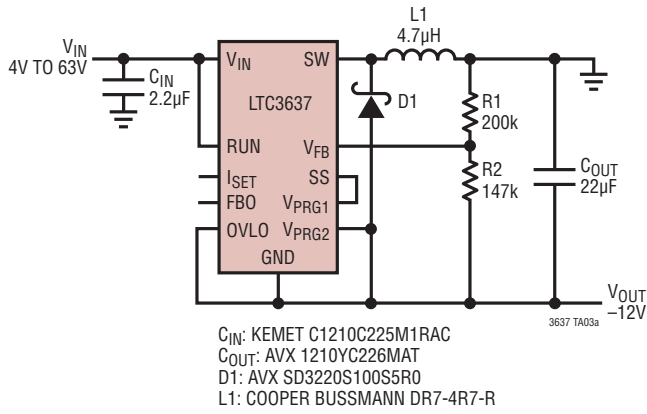 L1
4.7µH
VIN
4V TO 63V
CIN
2.2µF
VIN
SW
LTC3637
D1
R1
200k
RUN
VFB
R2
147k
COUT
22µF
ISET
SS
FBO
VPRG1
OVLO
VPRG2
GND
VOUT
–12V
3637 TA03a
CIN: KEMET C1210C225M1RAC
COUT: AVX 1210YC226MAT
D1: AVX SD3220S100S5R0
L1: COOPER BUSSMANN DR7-4R7-R